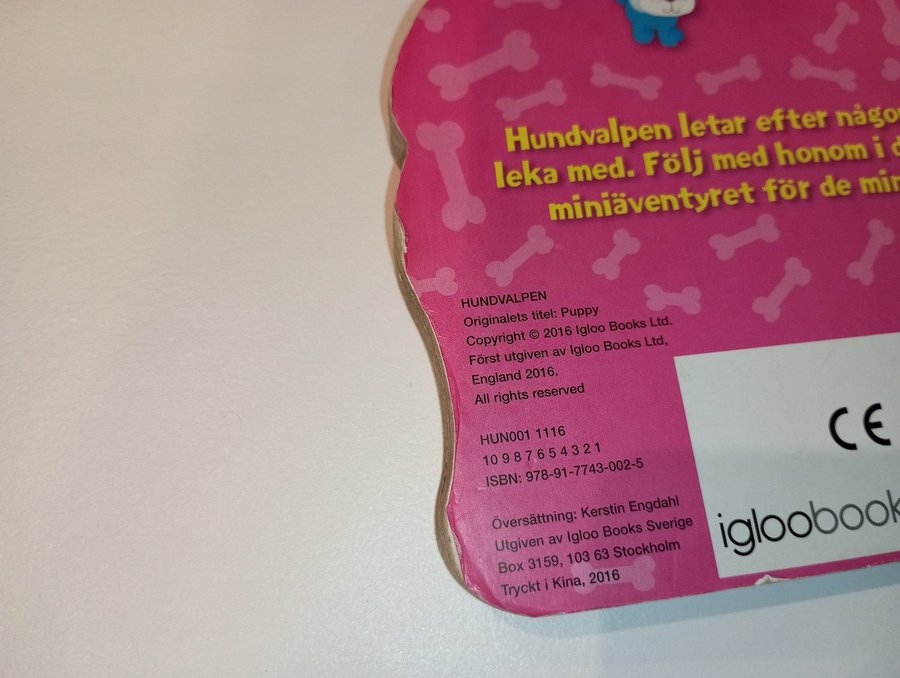 Hundvalpen letar efter någo
leka med. Följ med honom i d
miniäventyret för de min
HUNDVALPEN
Originalets titel: Puppy
Copyright © 2016 Igloo Books Ltd.
Först utgiven av Igloo Books Ltd,
England 2016.
All rights reserved
HUN001 1116
10 9 8 7 6 5 4 3 2 1
ISBN: 978-91-7743-002-5
Översättning: Kerstin Engdahl
Utgiven av Igloo Books Sverige
Box 3159, 103 63 Stockholm
Tryckt i Kina, 2016
CE
igloobook